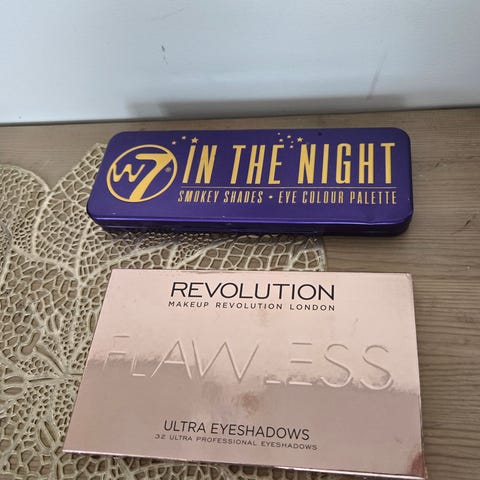 W7
IN THE NIGHT
SMOKEY SHADES • EYE COLOUR PALETTE
REVOLUTION
MAKEUP REVOLUTION LONDON
FLAWLESS
ULTRA EYESHADOWS
32 ULTRA PROFESSIONAL EYESHADOWS